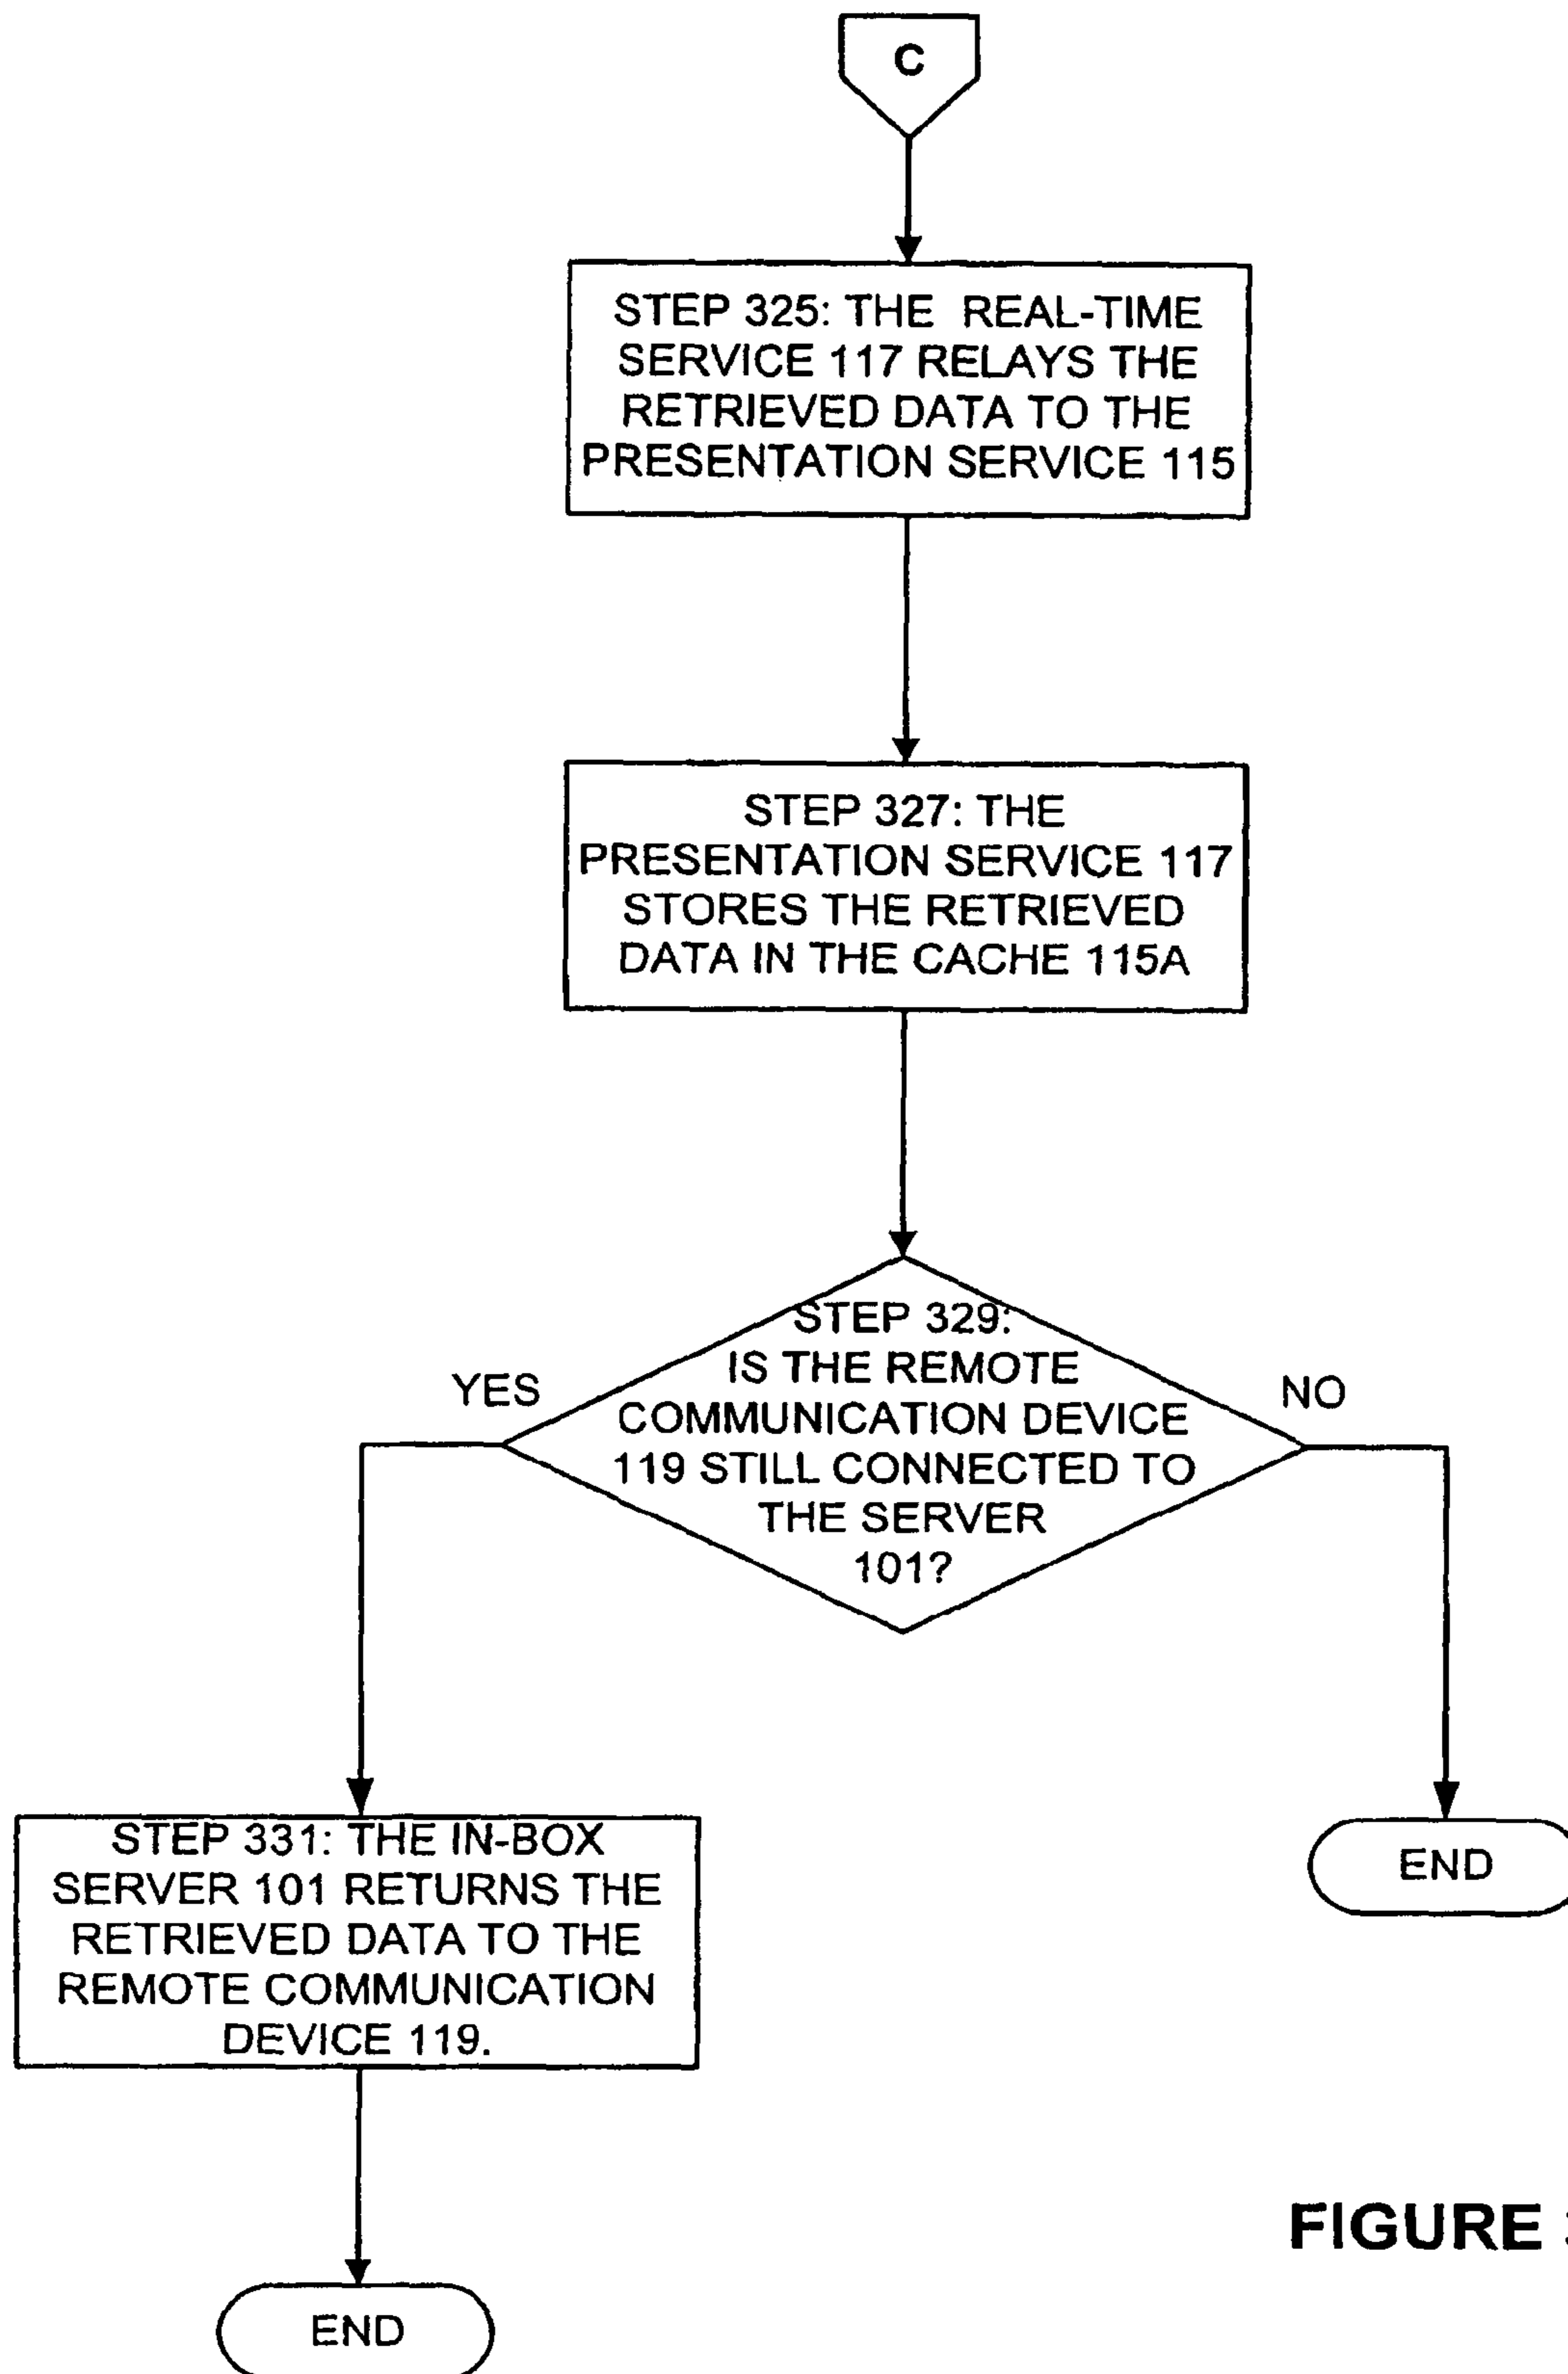 C
STEP 325: THE REAL-TIME
SERVICE 117 RELAYS THE
RETRIEVED DATA TO THE
PRESENTATION SERVICE 115
STEP 327: THE
PRESENTATION SERVICE 117
STORES THE RETRIEVED
DATA IN THE CACHE 115A
STEP 329:
IS THE REMOTE
COMMUNICATION DEVICE
119 STILL CONNECTED TO
THE SERVER
101?
YES
NO
STEP 331: THE IN-BOX
SERVER 101 RETURNS THE
RETRIEVED DATA TO THE
REMOTE COMMUNICATION
DEVICE 119.
END
END
FIGURE